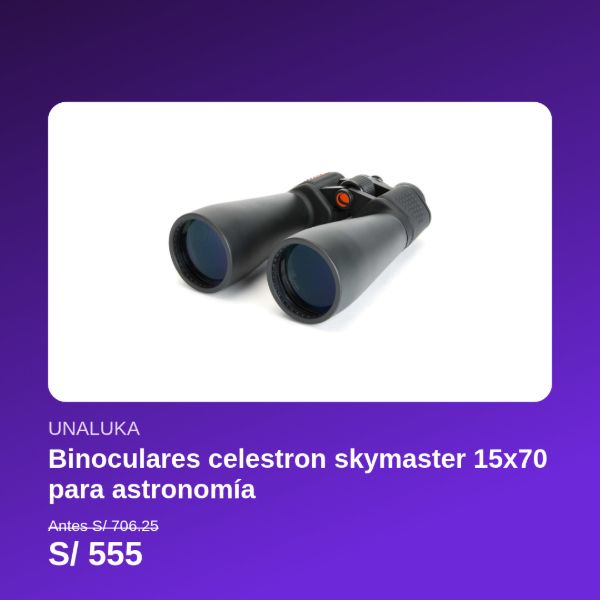 UNALUKA
Binoculares celestron skymaster 15x70
para astronomía
Antes S/ 706.25
S/ 555